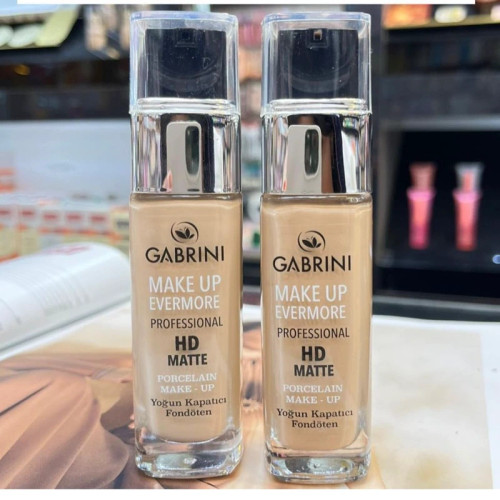 GABRINI
MAKE UP
EVERMORE
PROFESSIONAL
HD
MATTE
PORCELAIN
MAKE - UP
Yoğun Kapatıcı
Fondöten
GABRINI
MAKE UP
EVERMORE
PROFESSIONAL
HD
MATTE
PORCELAIN
MAKE - UP
Yoğun Kapatıcı
Fondöten